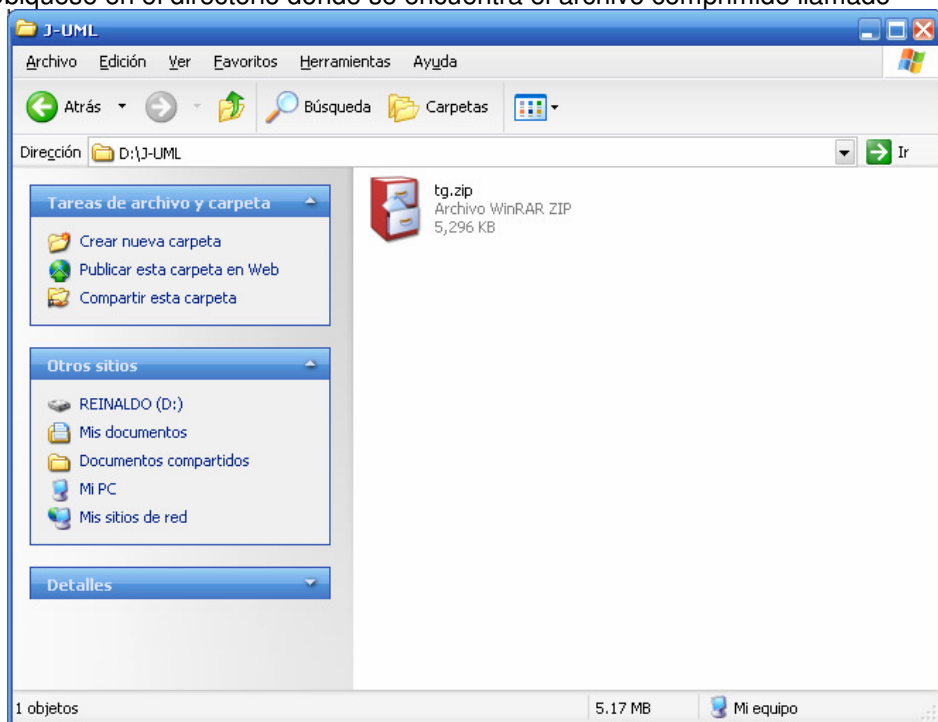 ubíquese en el directorio donde se encuentra el archivo comprimido llamado
J-UML
Archivo Edición Ver Favoritos Herramientas Ayuda
Atrás Búsqueda Carpetas
Dirección D:\J-UML Ir
Tareas de archivo y carpeta
Crear nueva carpeta
Publicar esta carpeta en Web
Compartir esta carpeta
Otros sitios
REINALDO (D:)
Mis documentos
Documentos compartidos
Mi PC
Mis sitios de red
Detalles
tg.zip
Archivo WinRAR ZIP
5,296 KB
1 objetos 5.17 MB Mi equipo